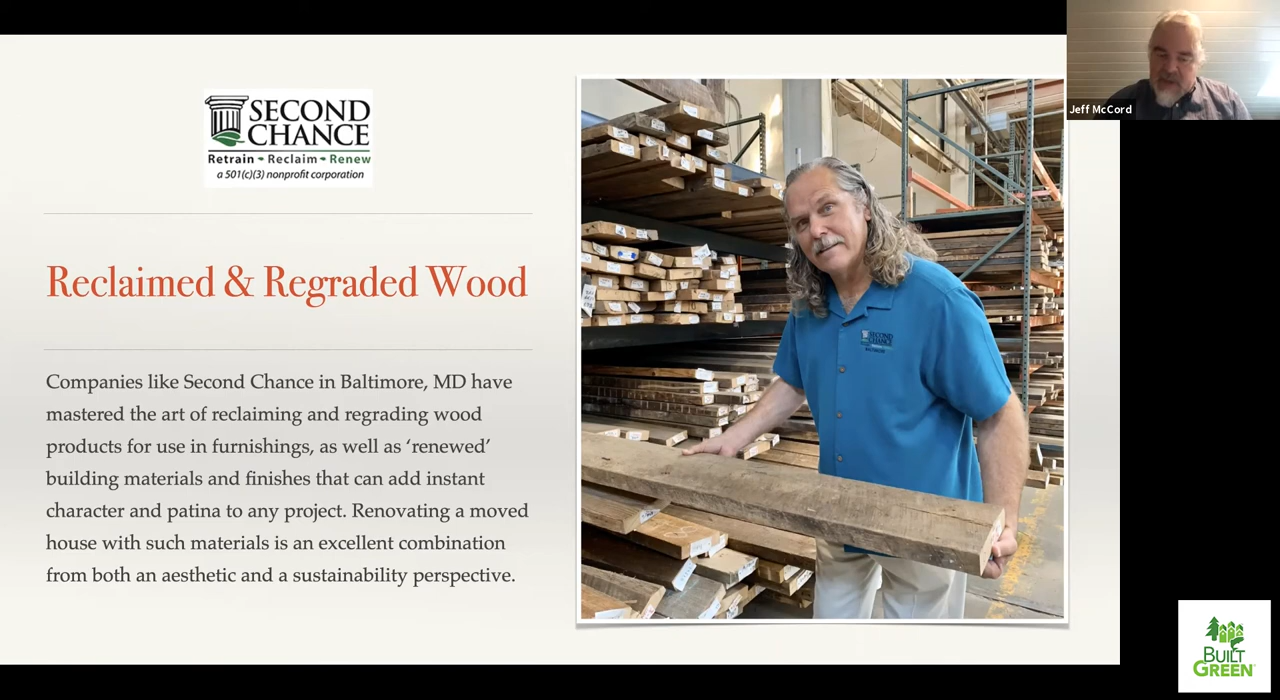 SECOND
CHANCE
Retrain - Reclaim - Renew
a 501(c)(3) nonprofit corporation
Reclaimed & Regraded Wood
Companies like Second Chance in Baltimore, MD have
mastered the art of reclaiming and regrading wood
products for use in furnishings, as well as ‘renewed’
building materials and finishes that can add instant
character and patina to any project. Renovating a moved
house with such materials is an excellent combination
from both an aesthetic and a sustainability perspective.
SECOND
CHANCE
Jeff McCord
BUILT
GREEN